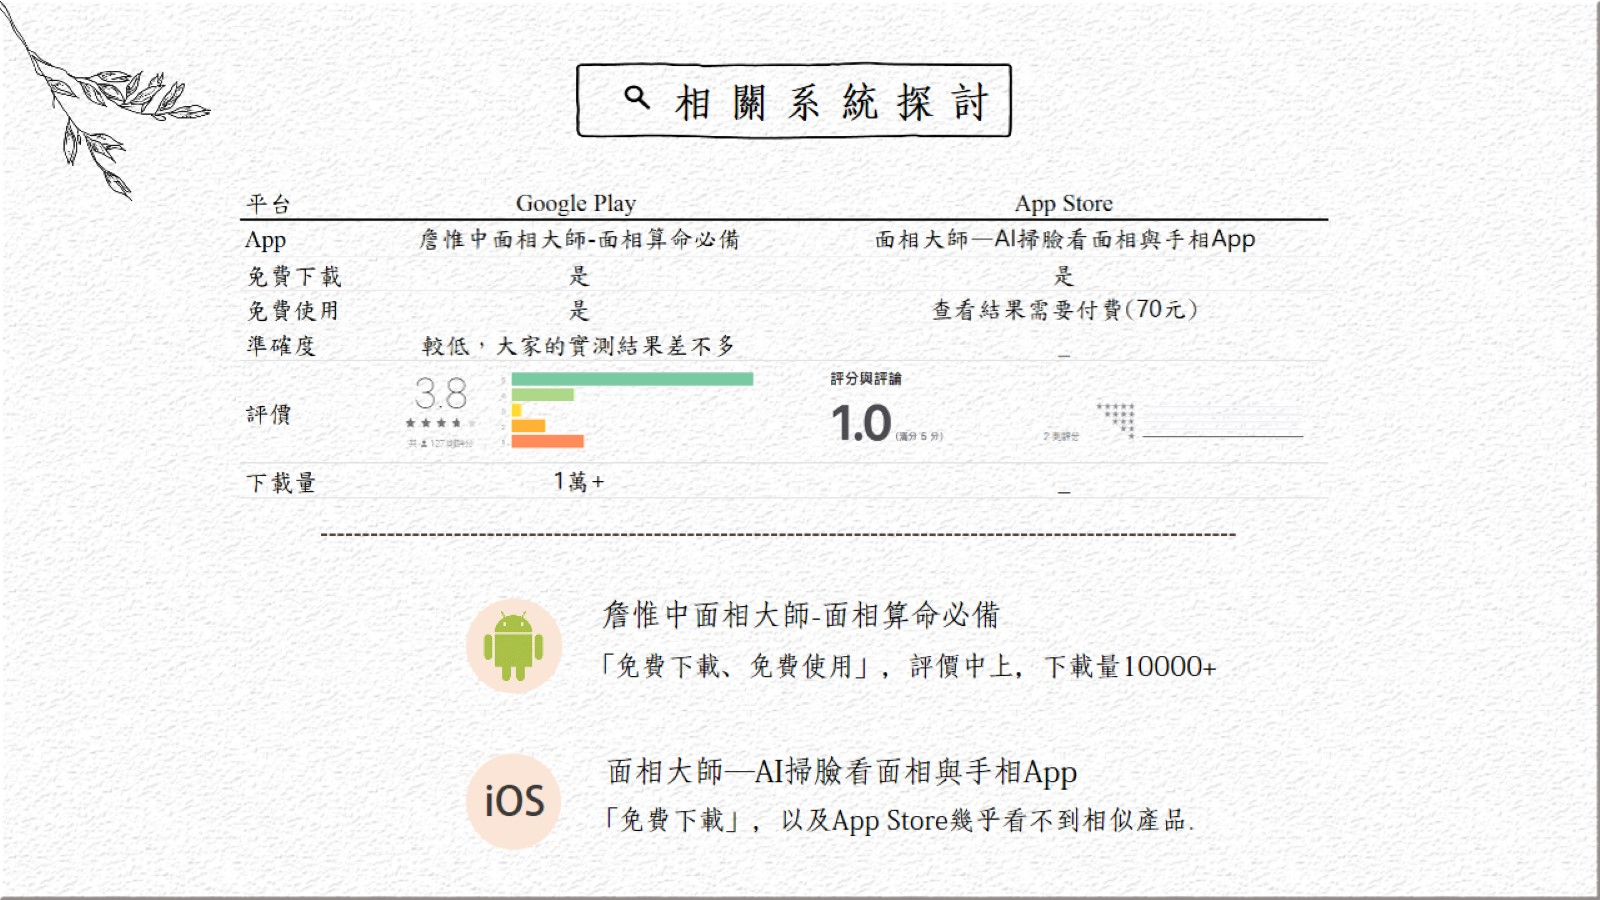 相關系統探討
平台 Google Play App Store
App 詹惟中面相大師-面相算命必備 面相大師—AI掃臉看面相與手相App
免費下載 是 是
免費使用 是 查看結果需要付費(70元)
準確度 較低，大家的實測結果差不多 _
評價 3.8 評分與評論 1.0 (滿分 5 分)
下載量 1萬+ _
詹惟中面相大師-面相算命必備
「免費下載、免費使用」，評價中上，下載量10000+
iOS
面相大師—AI掃臉看面相與手相App
「免費下載」，以及App Store幾乎看不到相似產品.